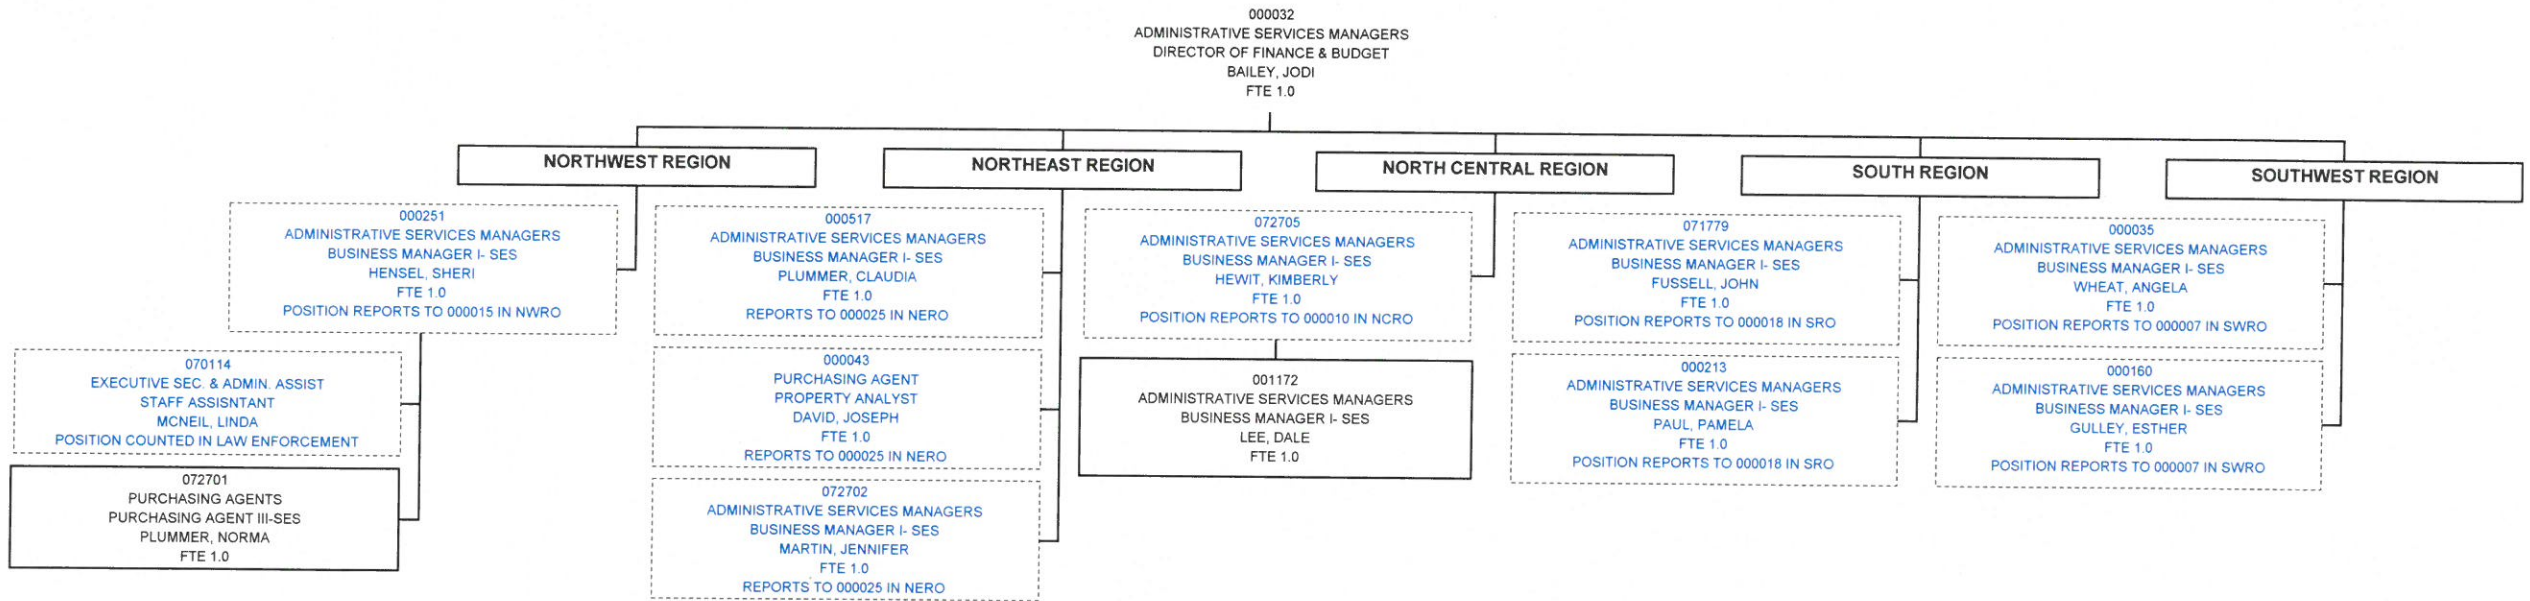 000032
ADMINISTRATIVE SERVICES MANAGERS
DIRECTOR OF FINANCE & BUDGET
BAILEY, JODI
FTE 1.0
NORTHWEST REGION
NORTHEAST REGION
NORTH CENTRAL REGION
SOUTH REGION
SOUTHWEST REGION
000251
ADMINISTRATIVE SERVICES MANAGERS
BUSINESS MANAGER I- SES
HENSEL, SHERI
FTE 1.0
POSITION REPORTS TO 000015 IN NWRO
070114
EXECUTIVE SEC. & ADMIN. ASSIST
STAFF ASSISNTANT
MCNEIL, LINDA
POSITION COUNTED IN LAW ENFORCEMENT
072701
PURCHASING AGENTS
PURCHASING AGENT III-SES
PLUMMER, NORMA
FTE 1.0
000517
ADMINISTRATIVE SERVICES MANAGERS
BUSINESS MANAGER I- SES
PLUMMER, CLAUDIA
FTE 1.0
REPORTS TO 000025 IN NERO
000043
PURCHASING AGENT
PROPERTY ANALYST
DAVID, JOSEPH
FTE 1.0
REPORTS TO 000025 IN NERO
072702
ADMINISTRATIVE SERVICES MANAGERS
BUSINESS MANAGER I- SES
MARTIN, JENNIFER
FTE 1.0
REPORTS TO 000025 IN NERO
072705
ADMINISTRATIVE SERVICES MANAGERS
BUSINESS MANAGER I- SES
HEWIT, KIMBERLY
FTE 1.0
POSITION REPORTS TO 000010 IN NCRO
001172
ADMINISTRATIVE SERVICES MANAGERS
BUSINESS MANAGER I- SES
LEE, DALE
FTE 1.0
071779
ADMINISTRATIVE SERVICES MANAGERS
BUSINESS MANAGER I- SES
FUSSELL, JOHN
FTE 1.0
POSITION REPORTS TO 000018 IN SRO
000213
ADMINISTRATIVE SERVICES MANAGERS
BUSINESS MANAGER I- SES
PAUL, PAMELA
FTE 1.0
POSITION REPORTS TO 000018 IN SRO
000035
ADMINISTRATIVE SERVICES MANAGERS
BUSINESS MANAGER I- SES
WHEAT, ANGELA
FTE 1.0
POSITION REPORTS TO 000007 IN SWRO
000160
ADMINISTRATIVE SERVICES MANAGERS
BUSINESS MANAGER I- SES
GULLEY, ESTHER
FTE 1.0
POSITION REPORTS TO 000007 IN SWRO